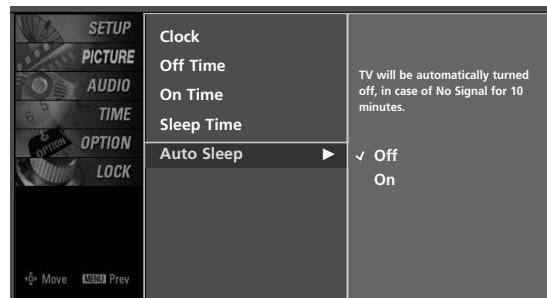 SETUP
PICTURE
AUDIO
TIME
OPTION
LOCK
Move MENU Prev
Clock
Off Time
On Time
Sleep Time
Auto Sleep ►
TV will be automatically turned
off, in case of No Signal for 10
minutes.
✓ Off
On